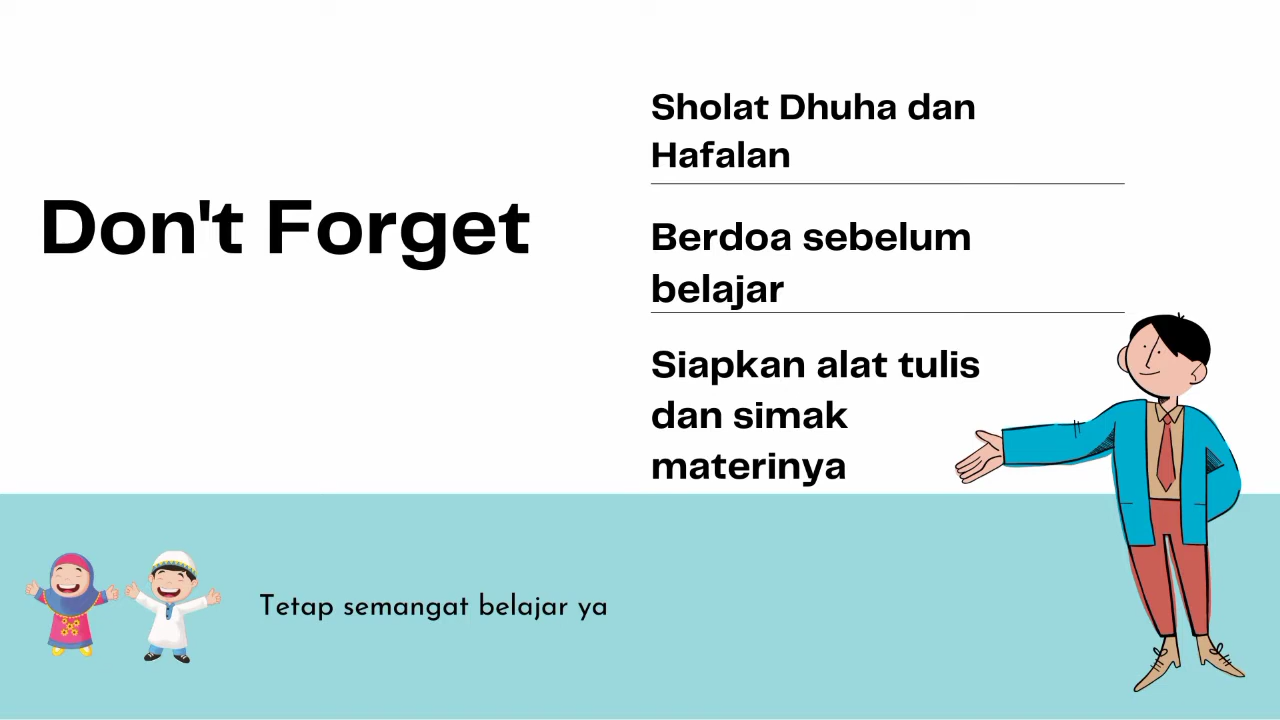 Don't Forget
Sholat Dhuha dan
Hafalan
Berdoa sebelum
belajar
Siapkan alat tulis
dan simak
materinya
Tetap semangat belajar ya